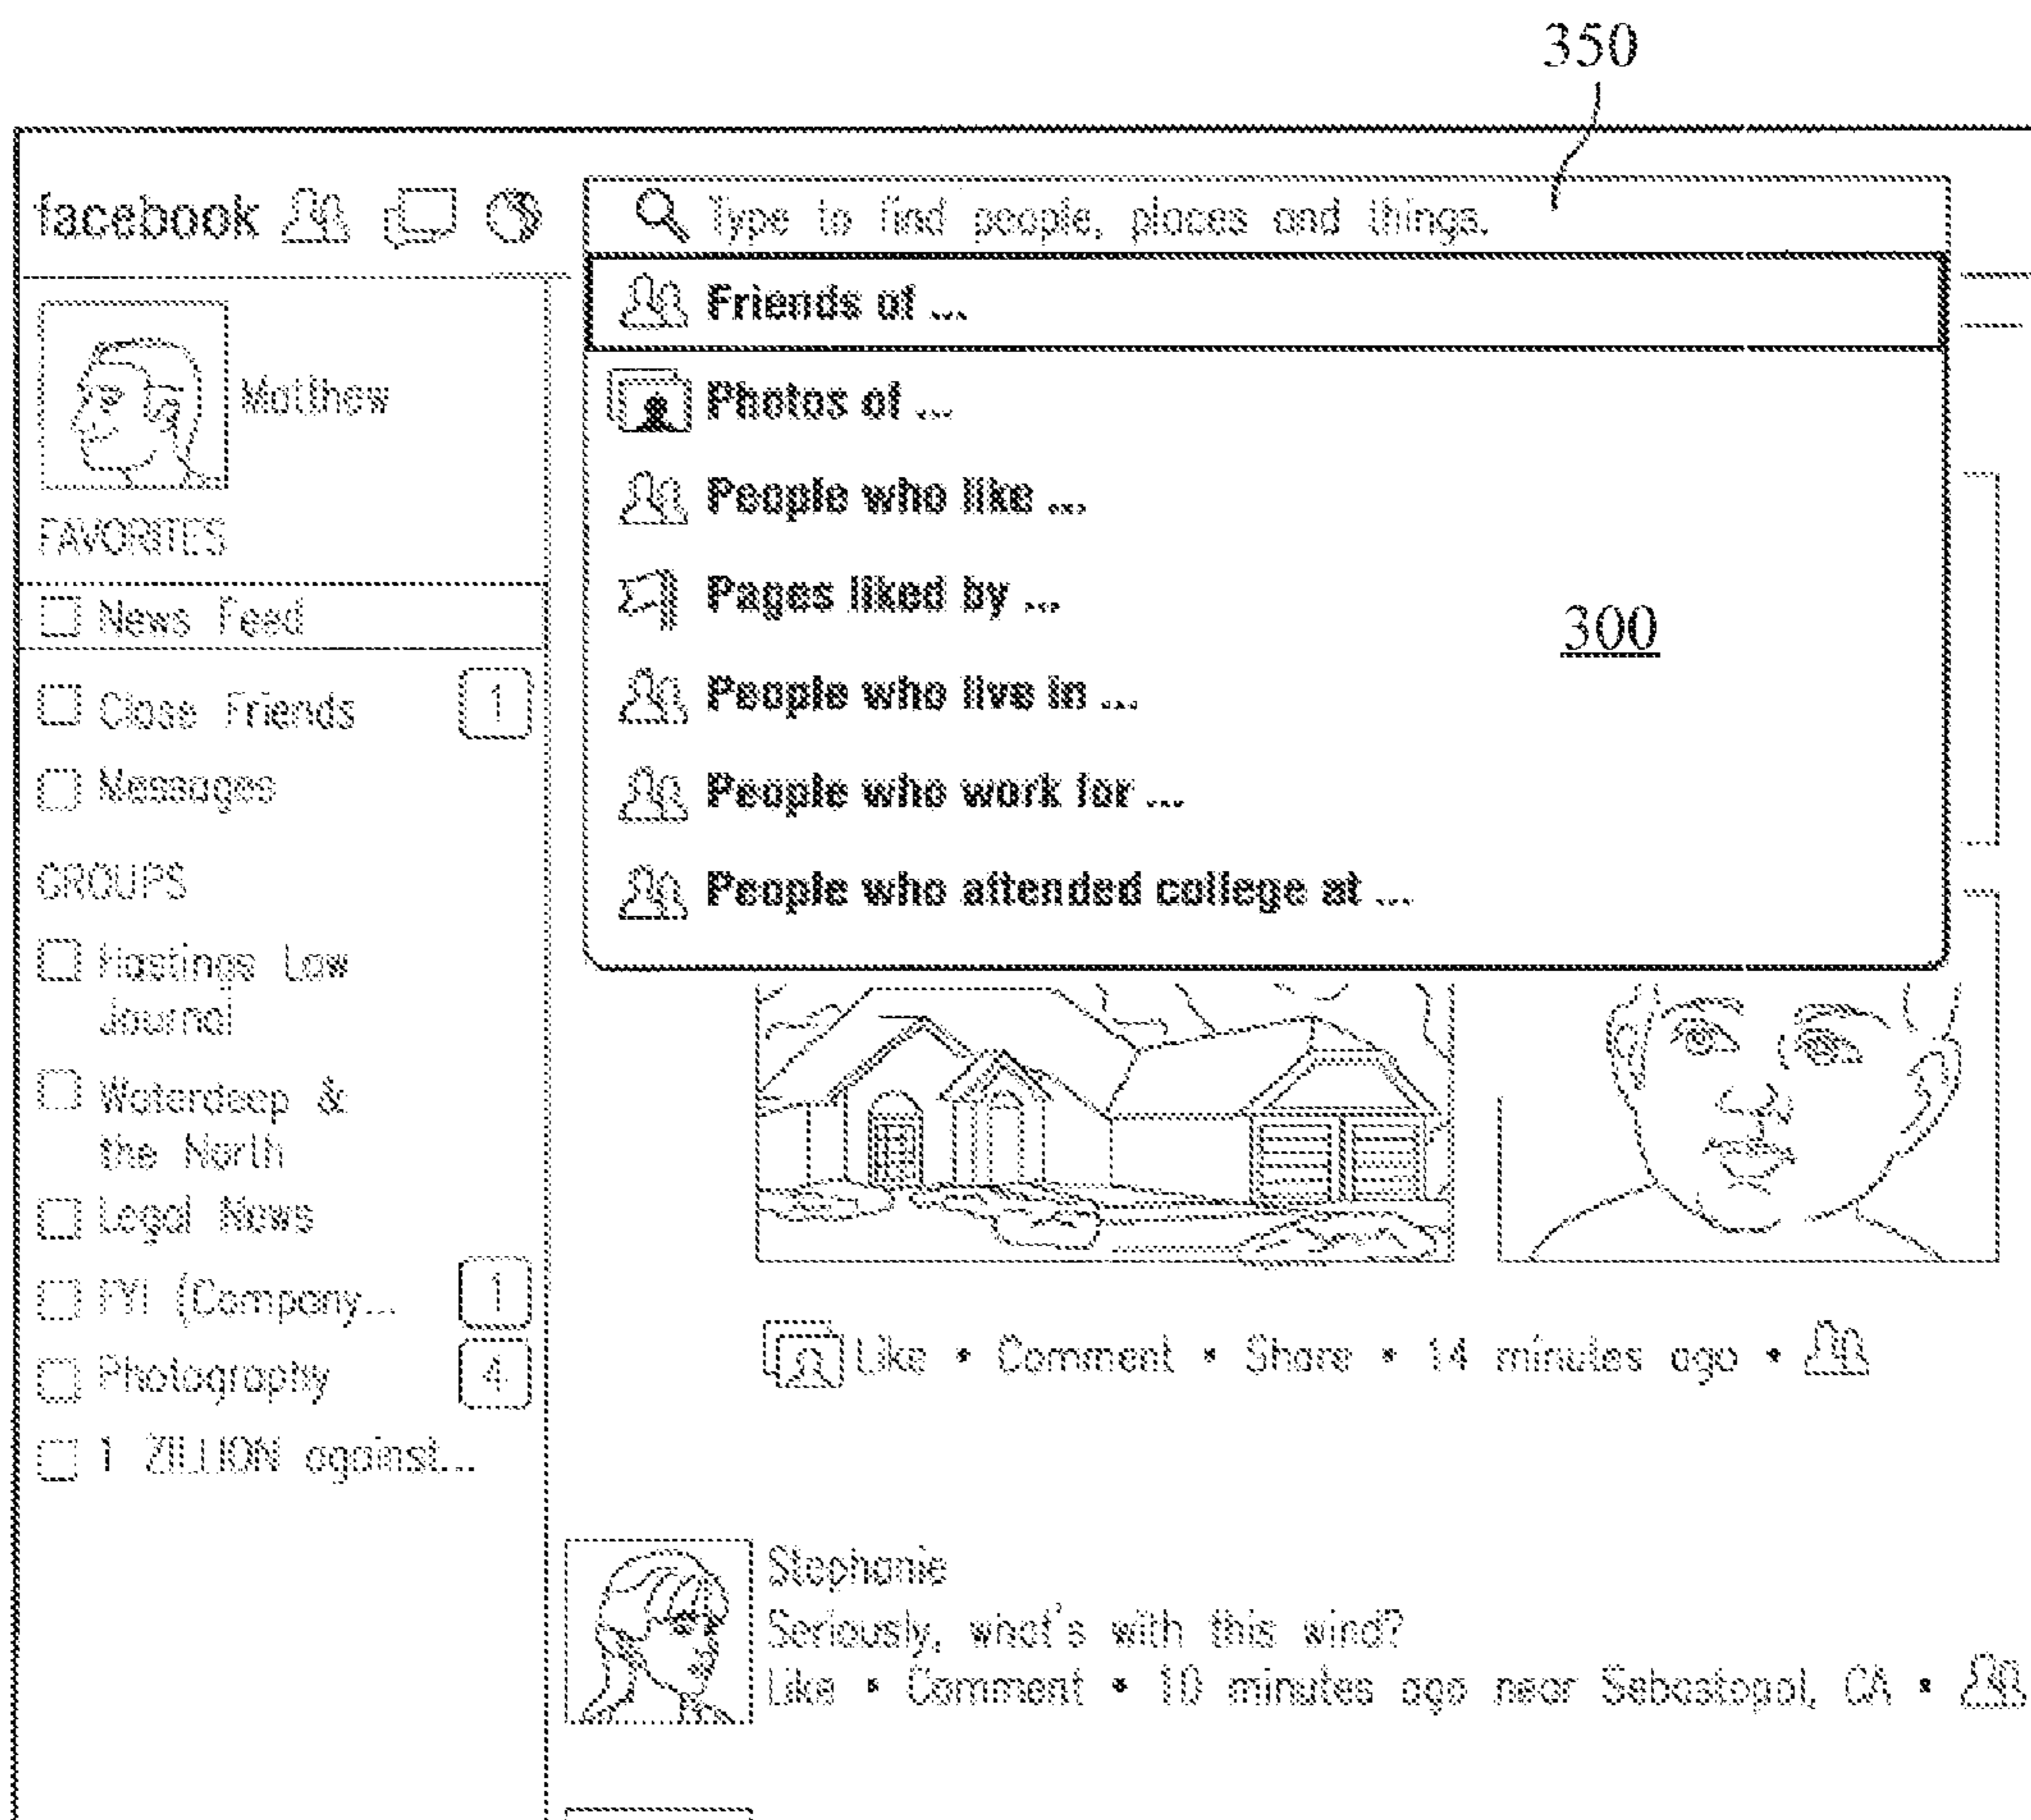 350
facebook
Type to find people, places and things.
Friends of ...
Photos of ...
People who like ...
Pages liked by ...
People who live in ...
People who work for ...
People who attended college at ...
300
Matthew
FAVORITES
News Feed
Close Friends 1
Messages
GROUPS
Hastings Law
Journal
Waterdeep &
the North
Legal News
FYI (Company... 1
Photography 4
1 ZILLION against...
Like • Comment • Share • 14 minutes ago •
Stephanie
Seriously, what's with this wind?
Like • Comment • 10 minutes ago near Sebastopol, CA •